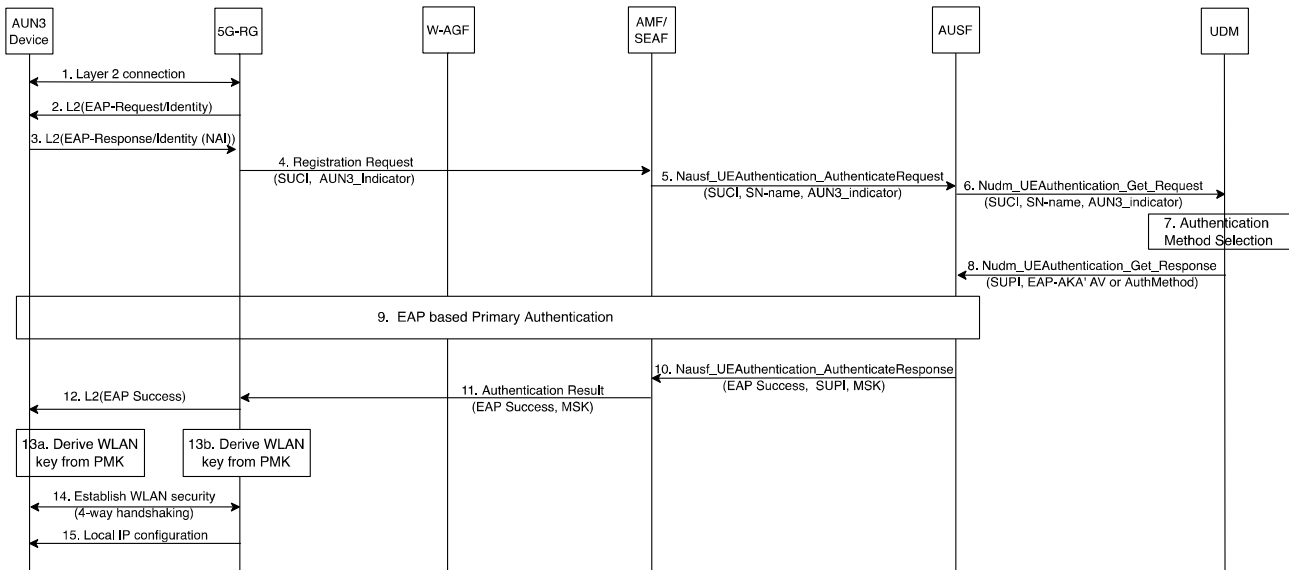 AUN3
Device
5G-RG
W-AGF
AMF/
SEAF
AUSF
UDM
1. Layer 2 connection
2. L2(EAP-Request/Identity)
3. L2(EAP-Response/Identity (NAI))
4. Registration Request
(SUCI, AUN3_Indicator)
5. Nausf_UEAuthentication_AuthenticateRequest
(SUCI, SN-name, AUN3_indicator)
6. Nudm_UEAuthentication_Get_Request
(SUCI, SN-name, AUN3_indicator)
7. Authentication
Method Selection
8. Nudm_UEAuthentication_Get_Response
(SUPI, EAP-AKA' AV or AuthMethod)
9. EAP based Primary Authentication
10. Nausf_UEAuthentication_AuthenticateResponse
(EAP Success, SUPI, MSK)
11. Authentication Result
(EAP Success, MSK)
12. L2(EAP Success)
13a. Derive WLAN
key from PMK
13b. Derive WLAN
key from PMK
14. Establish WLAN security
(4-way handshaking)
15. Local IP configuration